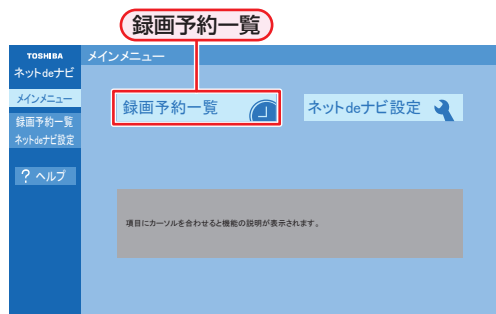 録画予約一覧
TOSHIBA
ネットdeナビ
メインメニュー
録画予約一覧
ネットdeナビ設定
? ヘルプ
メインメニュー
録画予約一覧
ネットdeナビ設定
項目にカーソルを合わせると機能の説明が表示されます。